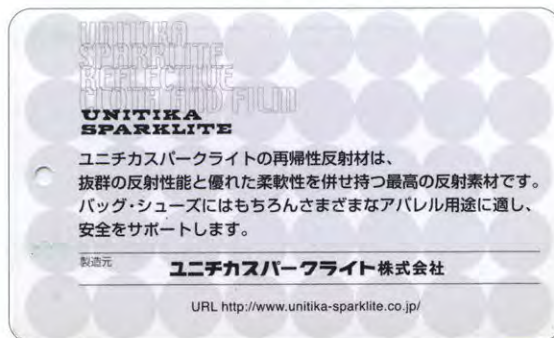 UNITIKA
SPARKLITE
REFLECTIVE
CLOTH AND FILM
UNITIKA
SPARKLITE
ユニチカスパークライトの再帰性反射材は、
抜群の反射性能と優れた柔軟性を併せ持つ最高の反射素材です。
バッグ・シューズにはもちろんさまざまなアパレル用途に適し、
安全をサポートします。
製造元 ユニチカスパークライト株式会社
URL http://www.unitika-sparklite.co.jp/